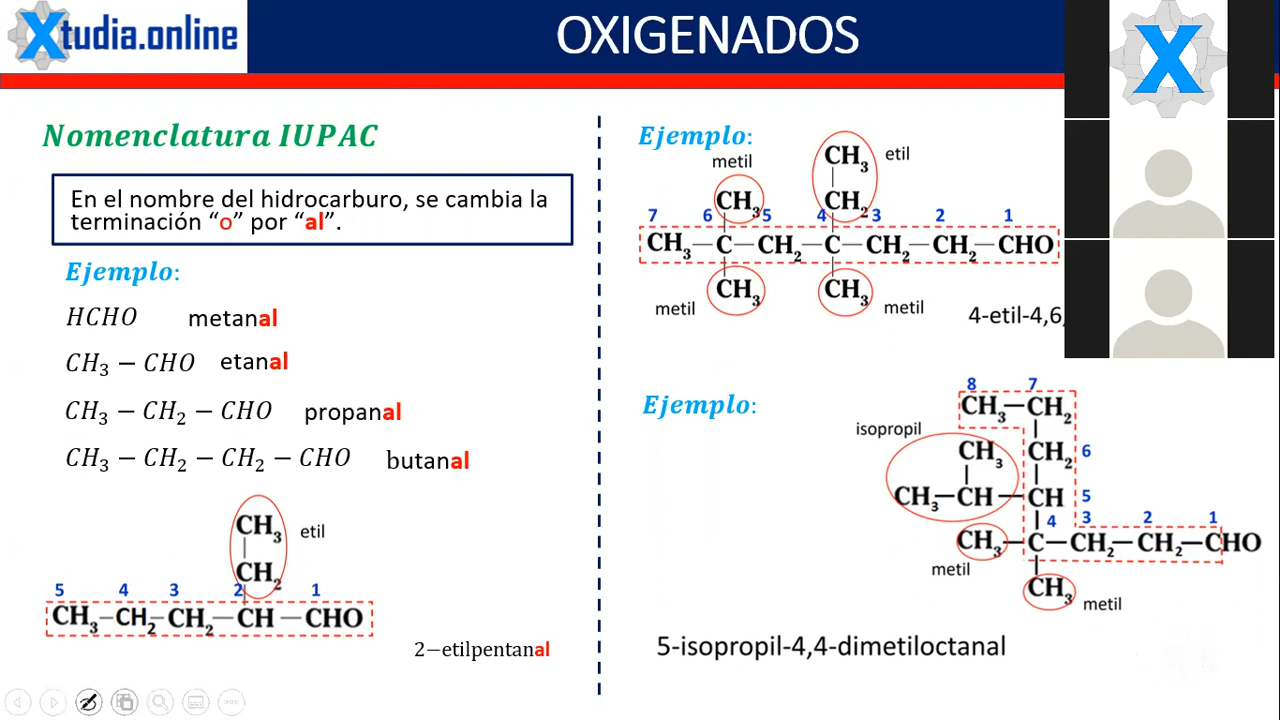 Xtudia.online
OXIGENADOS
X
Nomenclatura IUPAC
En el nombre del hidrocarburo, se cambia la
terminación “o” por “al”.
Ejemplo:
HCHO metanal
CH₃ − CHO etanal
CH₃ − CH₂ − CHO propanal
CH₃ − CH₂ − CH₂ − CHO butanal
CH₃ etil
CH₂
5 4 3 2 1
CH₃—CH₂—CH₂—CH—CHO
2−etilpentanal
Ejemplo:
metil CH₃ etil
CH₃ CH₂
7 6 5 4 3 2 1
CH₃—C—CH₂—C—CH₂—CH₂—CHO
metil CH₃ CH₃ metil
4-etil-4,6,
Ejemplo:
8 7
CH₃—CH₂
isopropil
CH₃ CH₂ 6
CH₃—CH—CH 5
4 3 2 1
CH₃—C—CH₂—CH₂—CHO
metil
CH₃ metil
5-isopropil-4,4-dimetiloctanal